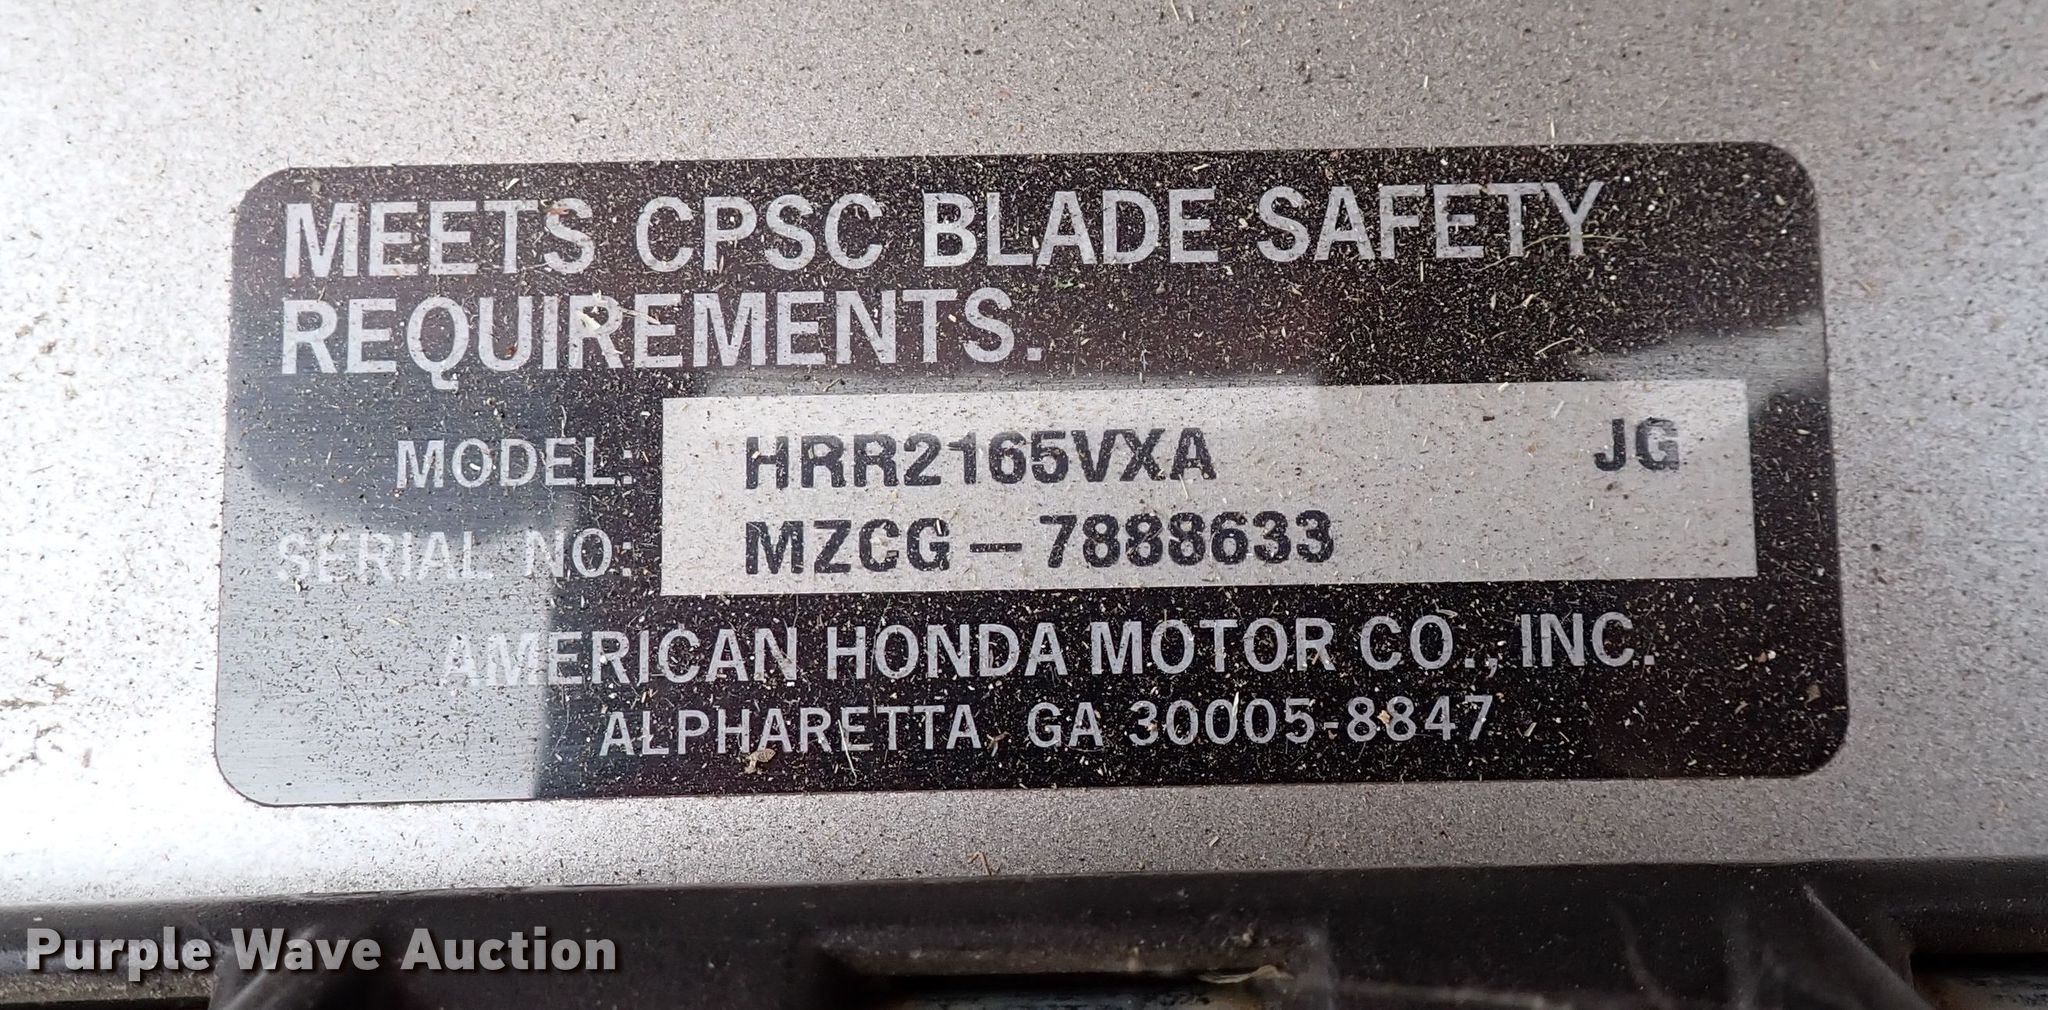 MEETS CPSC BLADE SAFETY
REQUIREMENTS.
MODEL: HRR2165VXA JG
SERIAL NO: MZCG-7888633
AMERICAN HONDA MOTOR CO., INC.
ALPHARETTA, GA 30005-8847
Purple Wave Auction